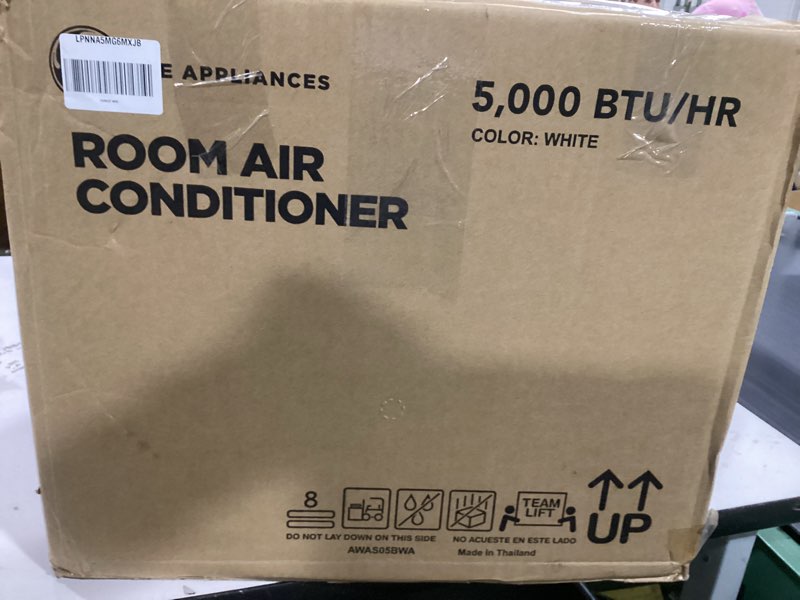 LPNNA5MG6MXJB
E APPLIANCES
5,000 BTU/HR
COLOR: WHITE
ROOM AIR
CONDITIONER
8
TEAM
LIFT
UP
DO NOT LAY DOWN ON THIS SIDE
NO ACUESTE EN ESTE LADO
AWAS05BWA
Made in Thailand